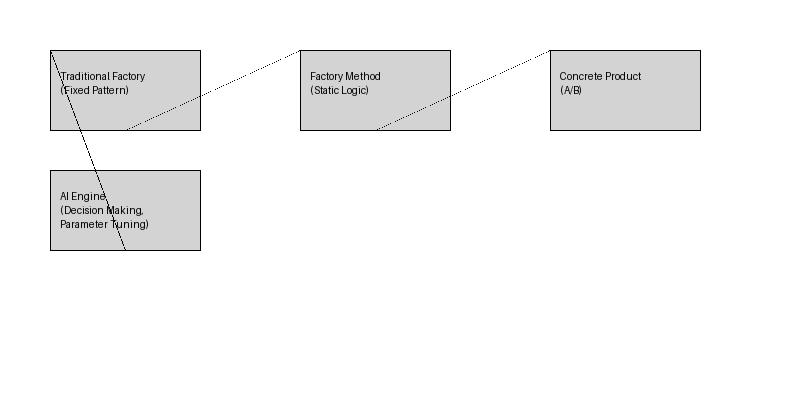 Traditional Factory
(Fixed Pattern)
Factory Method
(Static Logic)
Concrete Product
(A/B)
AI Engine
(Decision Making,
Parameter Tuning)